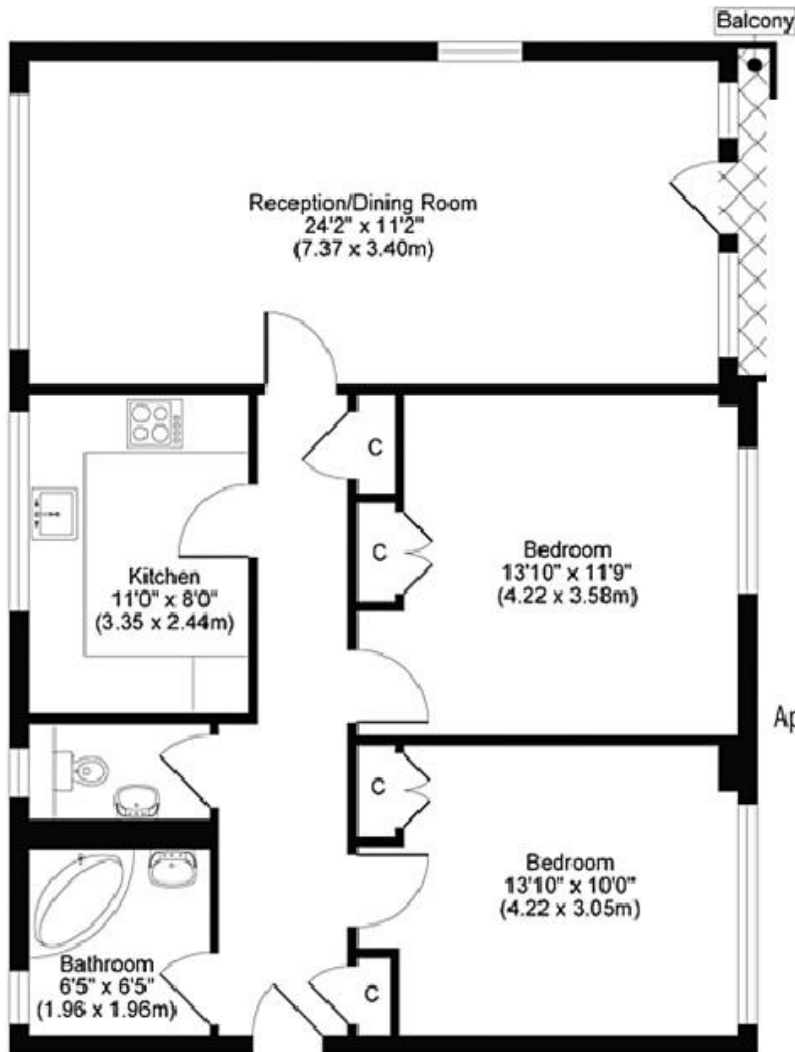 Balcony
Reception/Dining Room
24'2" x 11'2"
(7.37 x 3.40m)
C
C
Bedroom
13'10" x 11'9"
(4.22 x 3.58m)
Kitchen
11'0" x 8'0"
(3.35 x 2.44m)
Ap
C
Bedroom
13'10" x 10'0"
(4.22 x 3.05m)
Bathroom
6'5" x 6'5"
(1.96 x 1.96m)
C